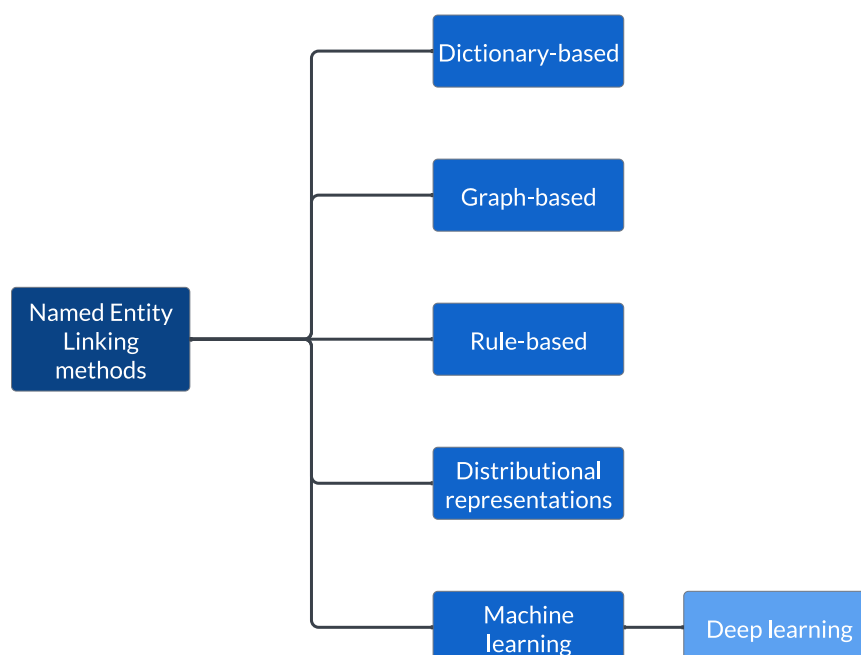 Dictionary-based
Graph-based
Named Entity
Linking
methods
Rule-based
Distributional
representations
Machine
learning
Deep learning